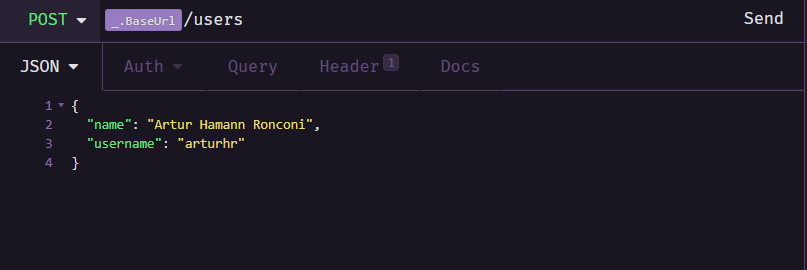 POST _.BaseUrl/users Send
JSON Auth Query Header 1 Docs
1 {
2 "name": "Artur Hamann Ronconi",
3 "username": "arturhr"
4 }